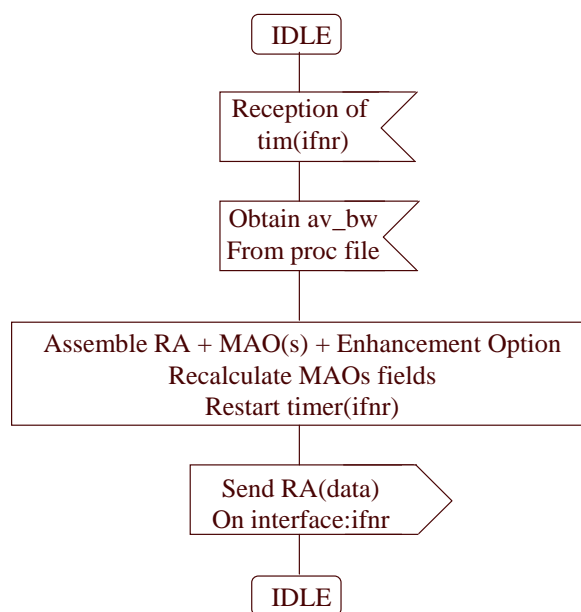 IDLE
Reception of
tim(ifnr)
Obtain av_bw
From proc file
Assemble RA + MAO(s) + Enhancement Option
Recalculate MAOs fields
Restart timer(ifnr)
Send RA(data)
On interface:ifnr
IDLE